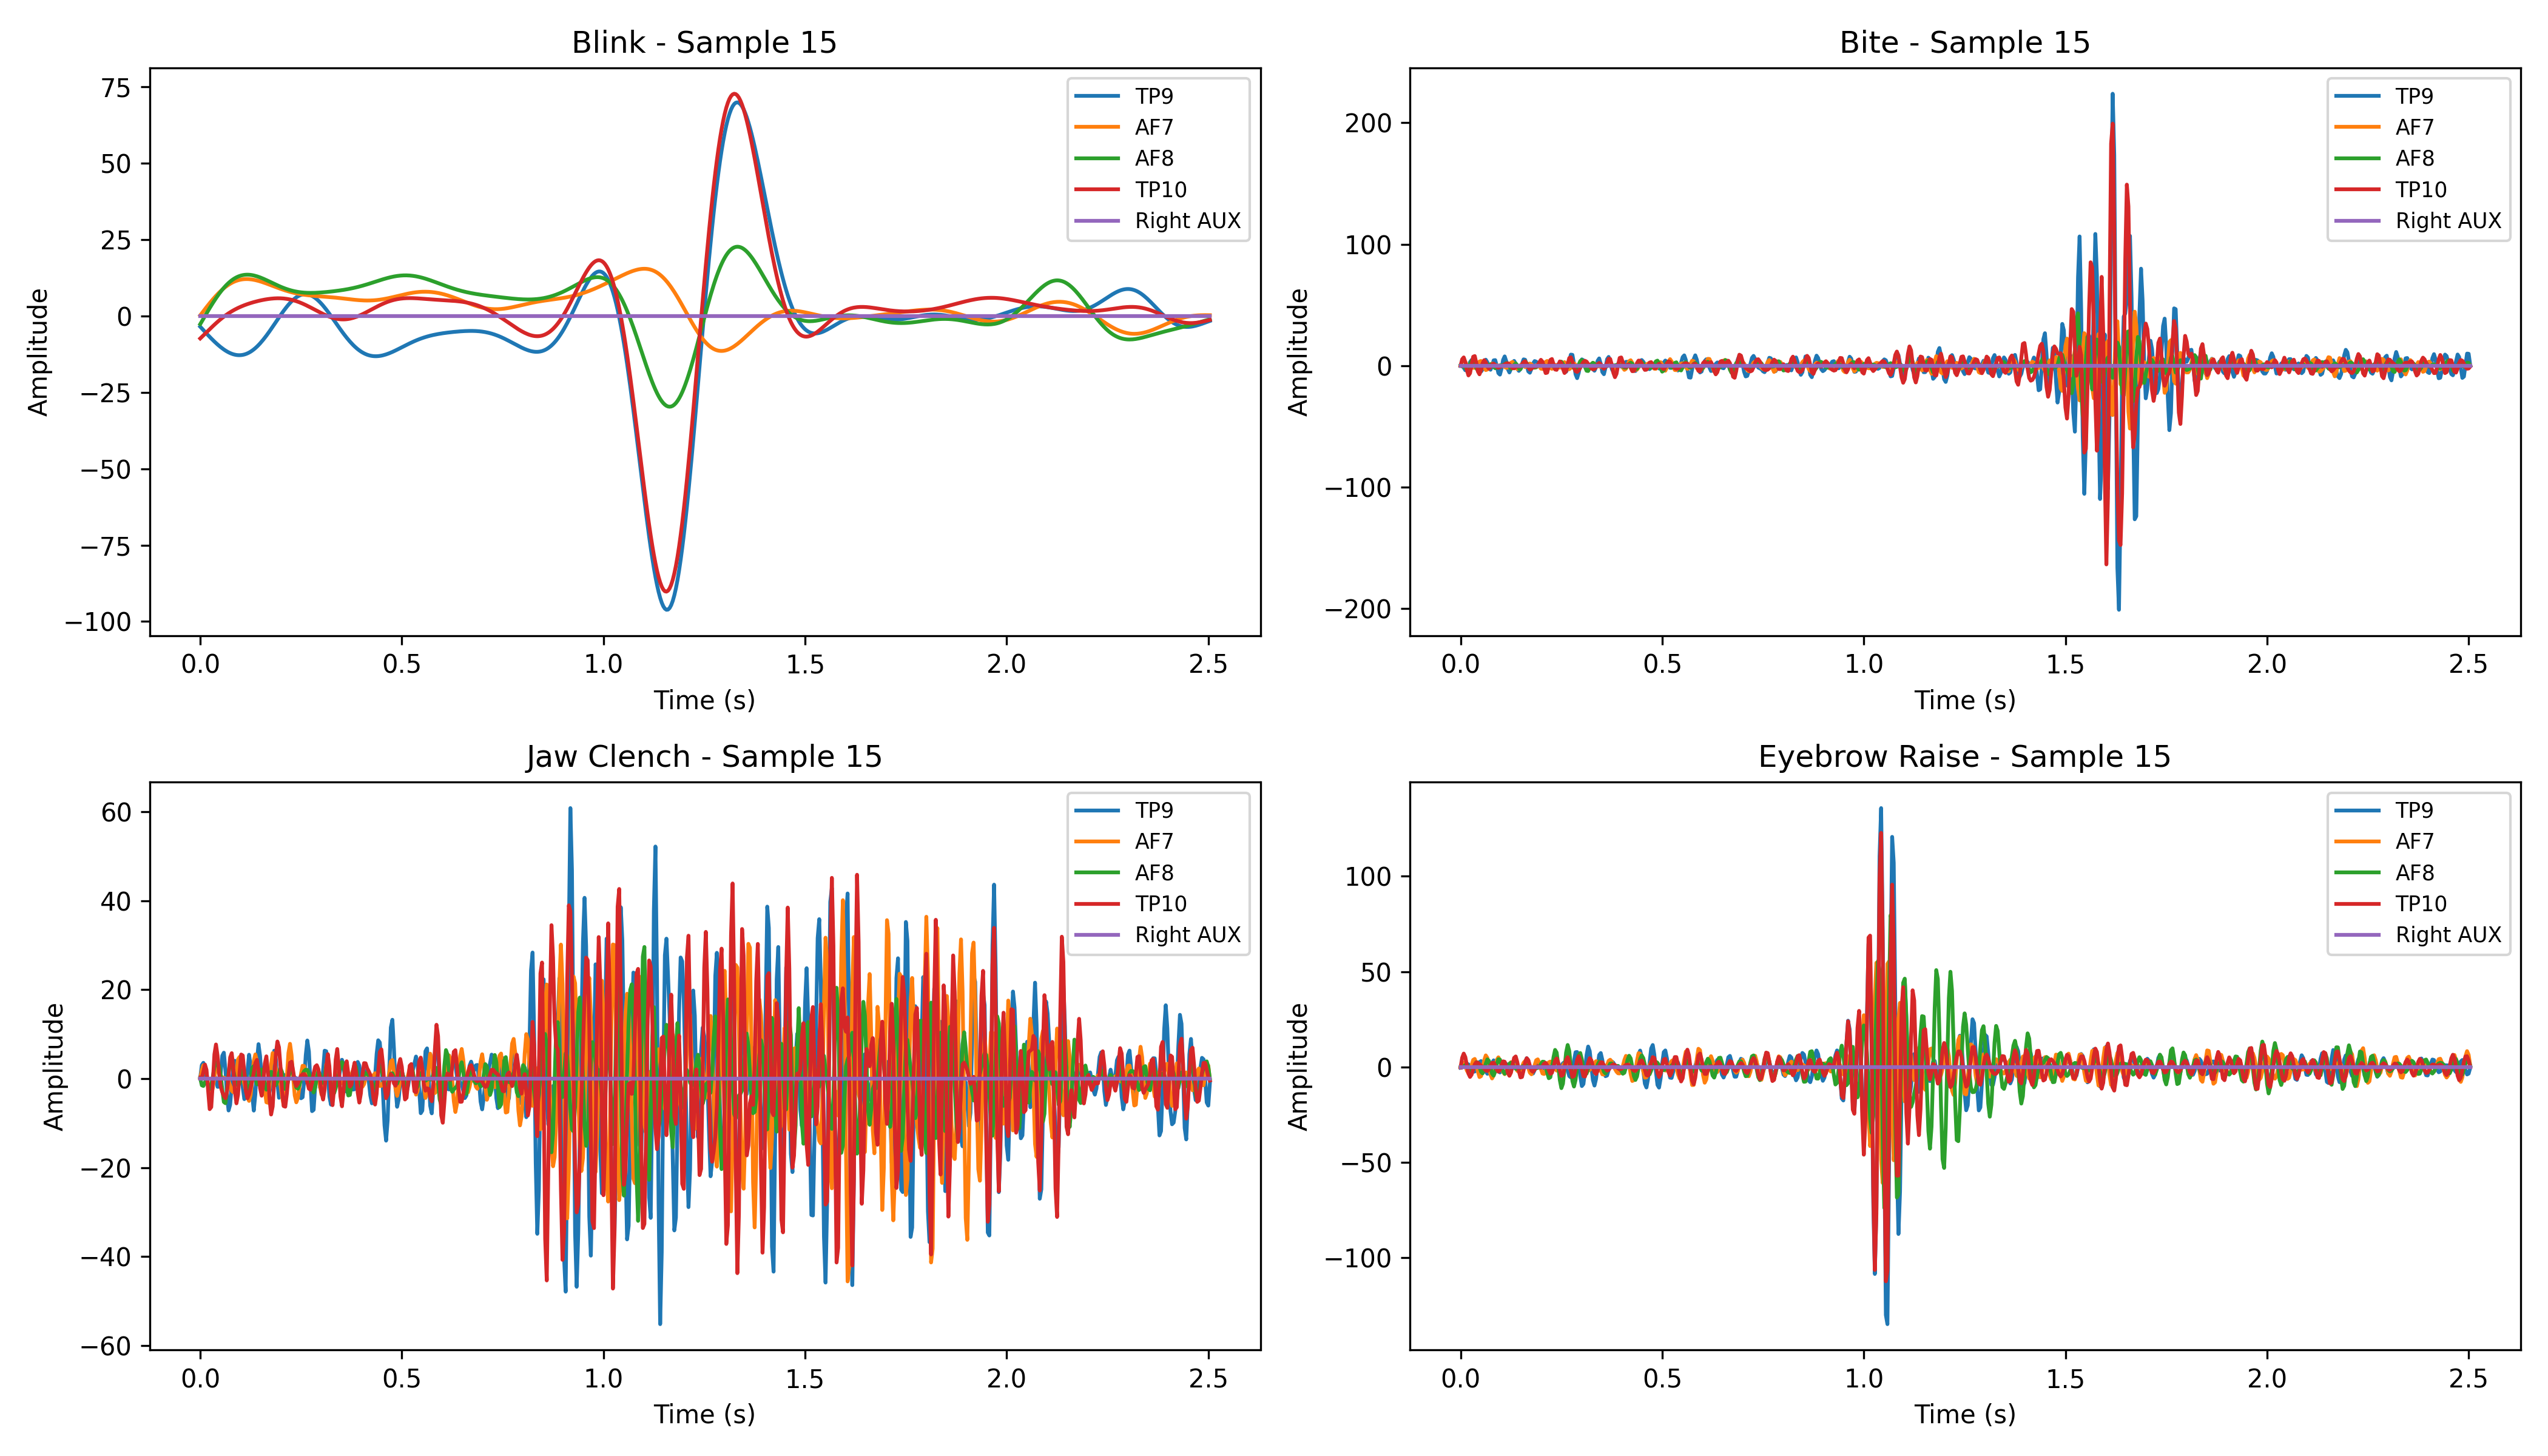 Blink - Sample 15
75
50
25
0
−25
−50
−75
−100
Amplitude
0.0 0.5 1.0 1.5 2.0 2.5
Time (s)
TP9
AF7
AF8
TP10
Right AUX
Bite - Sample 15
200
100
0
−100
−200
Amplitude
0.0 0.5 1.0 1.5 2.0 2.5
Time (s)
TP9
AF7
AF8
TP10
Right AUX
Jaw Clench - Sample 15
60
40
20
0
−20
−40
−60
Amplitude
0.0 0.5 1.0 1.5 2.0 2.5
Time (s)
TP9
AF7
AF8
TP10
Right AUX
Eyebrow Raise - Sample 15
100
50
0
−50
−100
Amplitude
0.0 0.5 1.0 1.5 2.0 2.5
Time (s)
TP9
AF7
AF8
TP10
Right AUX